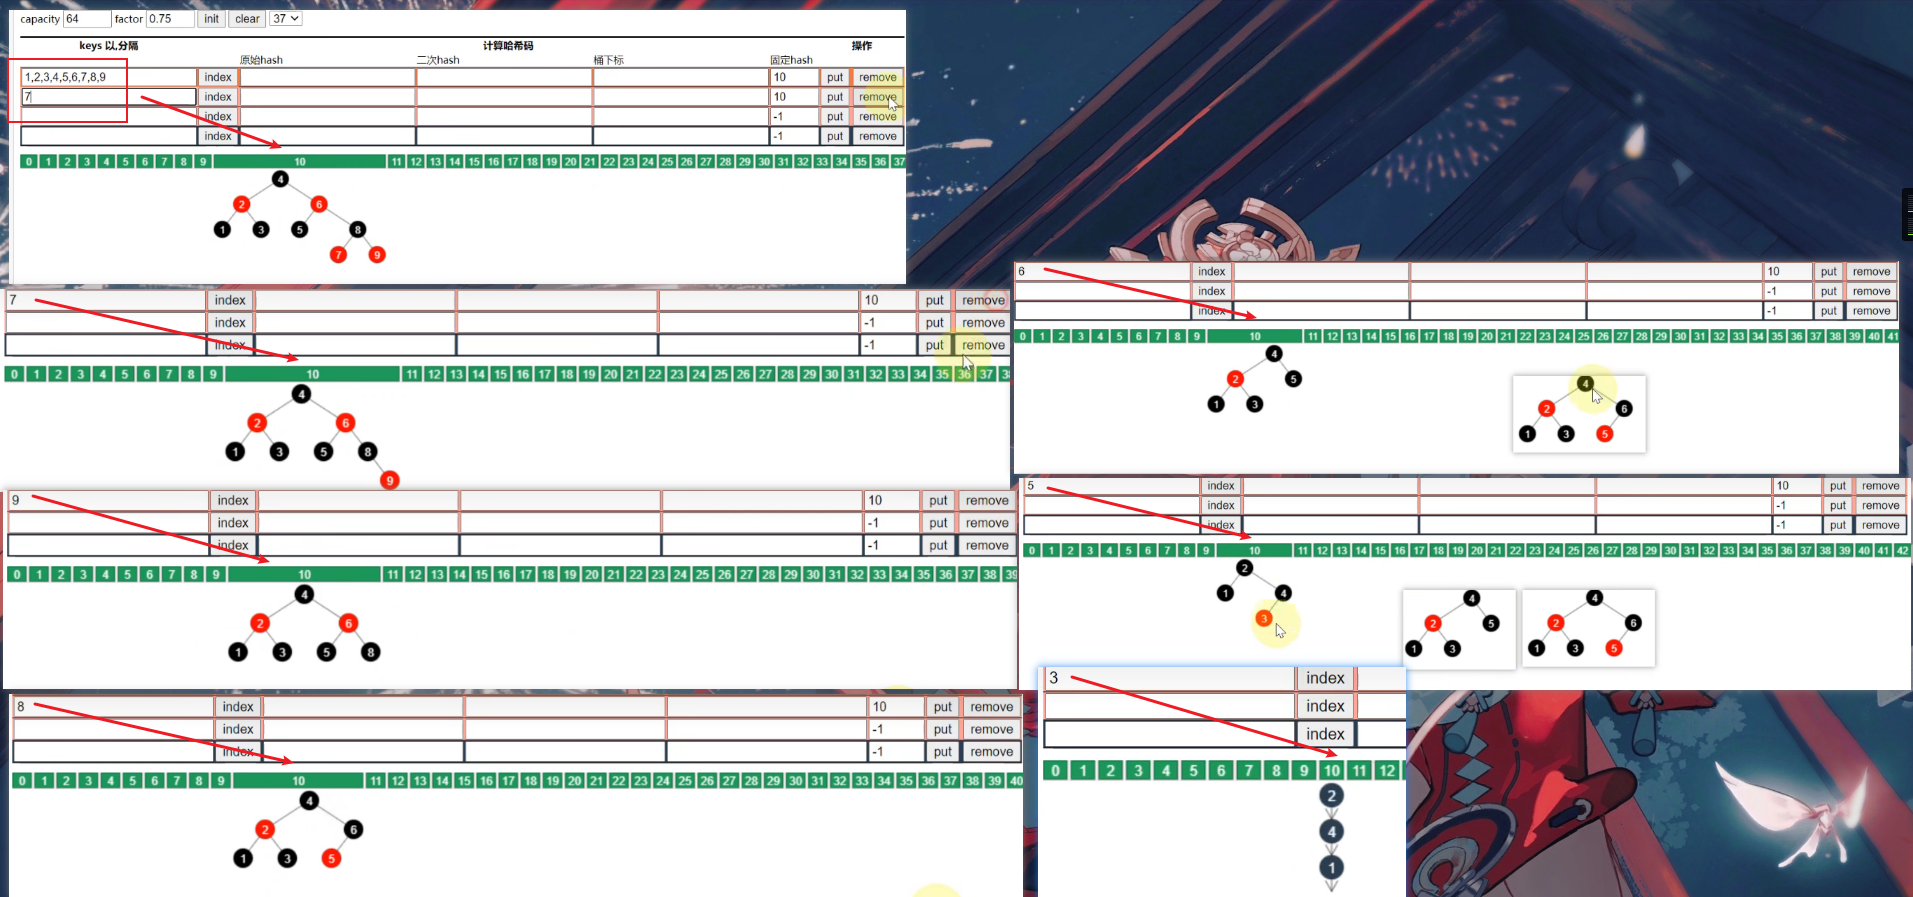 capacity 64 factor 0.75 init clear 37
keys 以,分隔 计算哈希码 操作
原始hash 二次hash 桶下标 固定hash
1,2,3,4,5,6,7,8,9 index 10 put remove
7 index 10 put remove
index -1 put remove
index -1 put remove
0 1 2 3 4 5 6 7 8 9 10 11 12 13 14 15 16 17 18 19 20 21 22 23 24 25 26 27 28 29 30 31 32 33 34 35 36 37
4
2 6
1 3 5 8
7 9
7 index 10 put remove
index -1 put remove
index -1 put remove
0 1 2 3 4 5 6 7 8 9 10 11 12 13 14 15 16 17 18 19 20 21 22 23 24 25 26 27 28 29 30 31 32 33 34 35 36 37
4
2 6
1 3 5 8
9
9 index 10 put remove
index -1 put remove
index -1 put remove
0 1 2 3 4 5 6 7 8 9 10 11 12 13 14 15 16 17 18 19 20 21 22 23 24 25 26 27 28 29 30 31 32 33 34 35 36 37 38 39
4
2 6
1 3 5 8
8 index 10 put remove
index -1 put remove
index -1 put remove
0 1 2 3 4 5 6 7 8 9 10 11 12 13 14 15 16 17 18 19 20 21 22 23 24 25 26 27 28 29 30 31 32 33 34 35 36 37 38 39 40
4
2 6
1 3 5
6 index 10 put remove
index -1 put remove
index -1 put remove
0 1 2 3 4 5 6 7 8 9 10 11 12 13 14 15 16 17 18 19 20 21 22 23 24 25 26 27 28 29 30 31 32 33 34 35 36 37 38 39 40 41
4
2 5
1 3
4
2 6
1 3 5
5 index 10 put remove
index -1 put remove
index -1 put remove
0 1 2 3 4 5 6 7 8 9 10 11 12 13 14 15 16 17 18 19 20 21 22 23 24 25 26 27 28 29 30 31 32 33 34 35 36 37 38 39 40 41 42
2
1 4
3
4
2 5
1 3
4
2 6
1 3 5
3 index
index
index
0 1 2 3 4 5 6 7 8 9 10 11 12
2
4
1